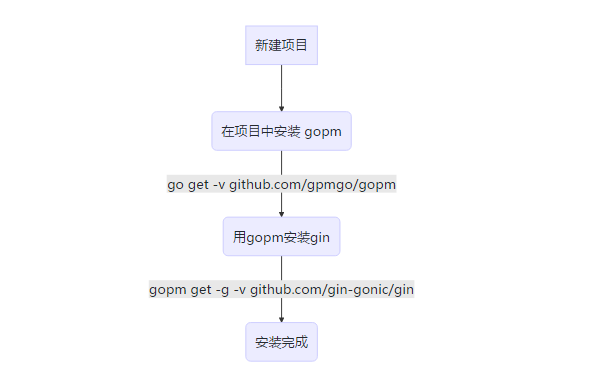 新建项目
在项目中安装 gopm
go get -v github.com/gpmgo/gopm
用gopm安装gin
gopm get -g -v github.com/gin-gonic/gin
安装完成